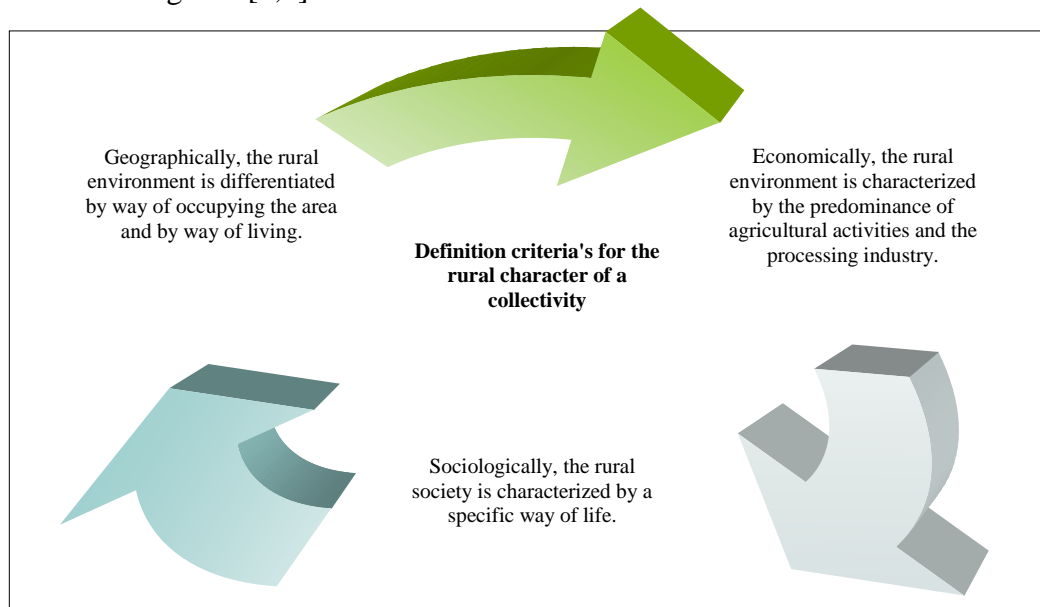 Geographically, the rural
environment is differentiated
by way of occupying the area
and by way of living.
Economically, the rural
environment is characterized
by the predominance of
agricultural activities and the
processing industry.
Definition criteria's for the
rural character of a
collectivity
Sociologically, the rural
society is characterized by a
specific way of life.